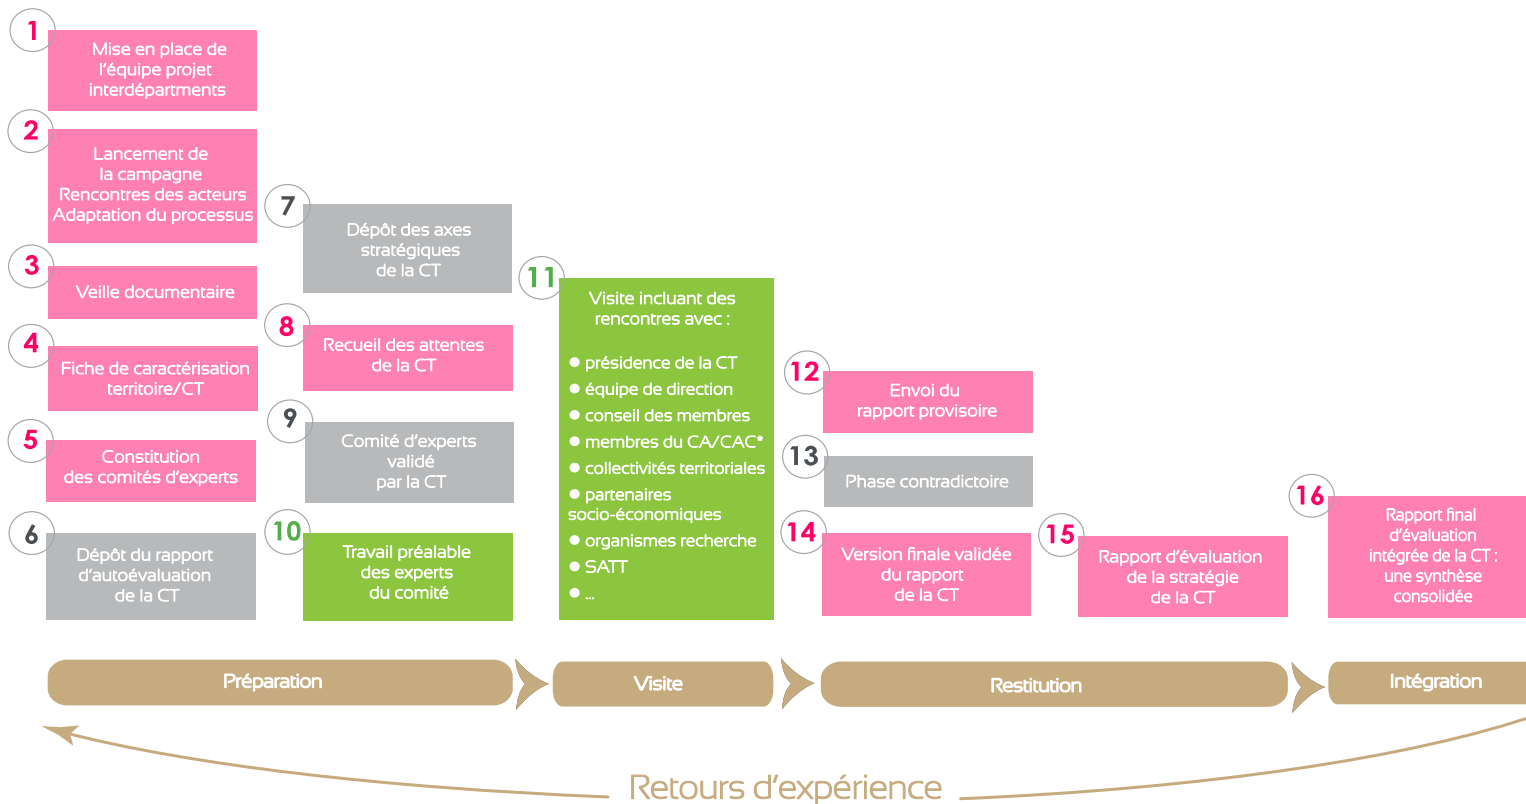 1
Mise en place de
l'équipe projet
interdépartments
2
Lancement de
la campagne
Rencontres des acteurs
Adaptation du processus
3
Veille documentaire
4
Fiche de caractérisation
territoire/CT
5
Constitution
des comités d'experts
6
Dépôt du rapport
d'autoévaluation
de la CT
7
Dépôt des axes
stratégiques
de la CT
8
Recueil des attentes
de la CT
9
Comité d'experts
validé
par la CT
10
Travail préalable
des experts
du comité
11
Visite incluant des
rencontres avec :
● présidence de la CT
● équipe de direction
● conseil des membres
● membres du CA/CAC*
● collectivités territoriales
● partenaires
socio-économiques
● organismes recherche
● SATT
● ...
12
Envoi du
rapport provisoire
13
Phase contradictoire
14
Version finale validée
du rapport
de la CT
15
Rapport d'évaluation
de la stratégie
de la CT
16
Rapport final
d'évaluation
intégrée de la CT :
une synthèse
consolidée
Préparation
Visite
Restitution
Intégration
Retours d'expérience